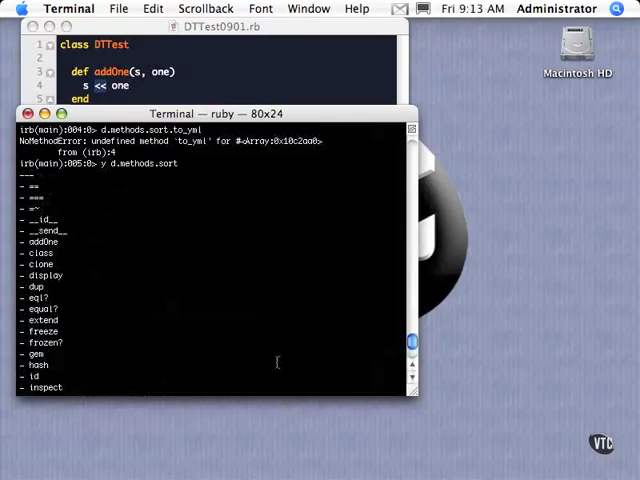 Terminal File Edit Scrollback Font Window Help Fri 9:13 AM Administrator
DTTest0901.rb
1 class DTTest
2
3 def addOne(s, one)
4 s << one
5 end
Macintosh HD
Terminal — ruby — 80x24
irb(main):004:0> d.methods.sort.to_yml
NoMethodError: undefined method `to_yml' for #<Array:0x10c2aa0>
from (irb):4
irb(main):005:0> y d.methods.sort
---
- ==
- ===
- =~
- __id__
- __send__
- addOne
- class
- clone
- display
- dup
- eql?
- equal?
- extend
- freeze
- frozen?
- gem
- hash
- id
- inspect
VTC